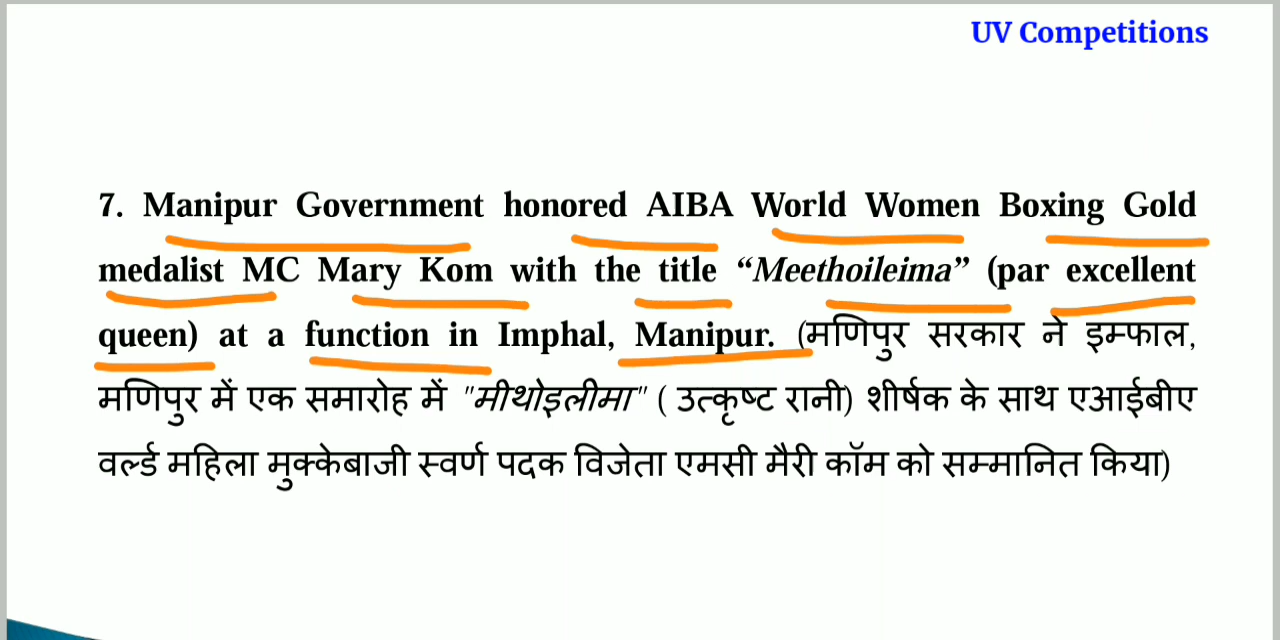 UV Competitions
7. Manipur Government honored AIBA World Women Boxing Gold
medalist MC Mary Kom with the title “Meethoileima” (par excellent
queen) at a function in Imphal, Manipur. (मणिपुर सरकार ने इम्फाल,
मणिपुर में एक समारोह में "मीथोइलीमा" ( उत्कृष्ट रानी) शीर्षक के साथ एआईबीए
वर्ल्ड महिला मुक्केबाजी स्वर्ण पदक विजेता एमसी मैरी कॉम को सम्मानित किया)